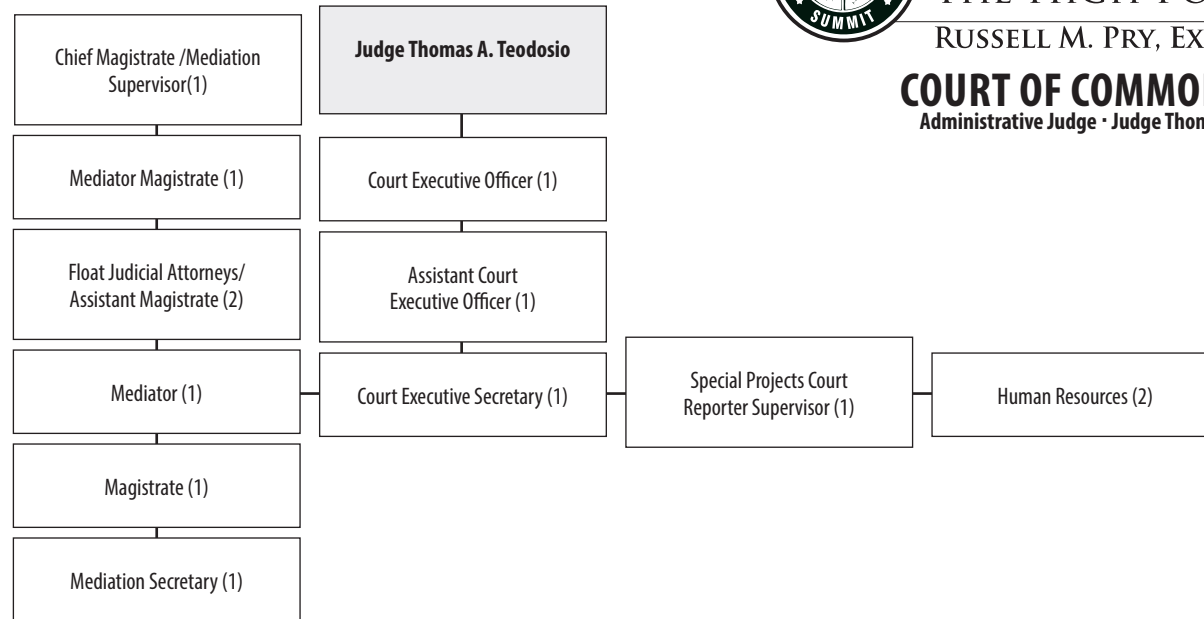 SUMMIT
RUSSELL M. PRY, EX
COURT OF COMMO
Administrative Judge · Judge Thom
Chief Magistrate /Mediation
Supervisor(1)
Mediator Magistrate (1)
Float Judicial Attorneys/
Assistant Magistrate (2)
Mediator (1)
Magistrate (1)
Mediation Secretary (1)
Judge Thomas A. Teodosio
Court Executive Officer (1)
Assistant Court
Executive Officer (1)
Court Executive Secretary (1)
Special Projects Court
Reporter Supervisor (1)
Human Resources (2)